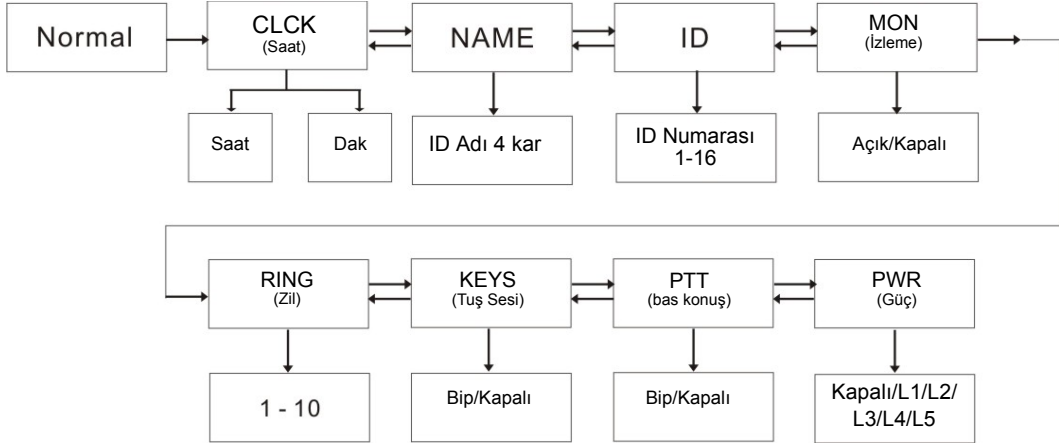 Normal
CLCK
(Saat)
NAME
ID
MON
(İzleme)
Saat
Dak
ID Adı 4 kar
ID Numarası
1-16
Açık/Kapalı
RING
(Zil)
KEYS
(Tuş Sesi)
PTT
(bas konuş)
PWR
(Güç)
1 - 10
Bip/Kapalı
Bip/Kapalı
Kapalı/L1/L2/
L3/L4/L5